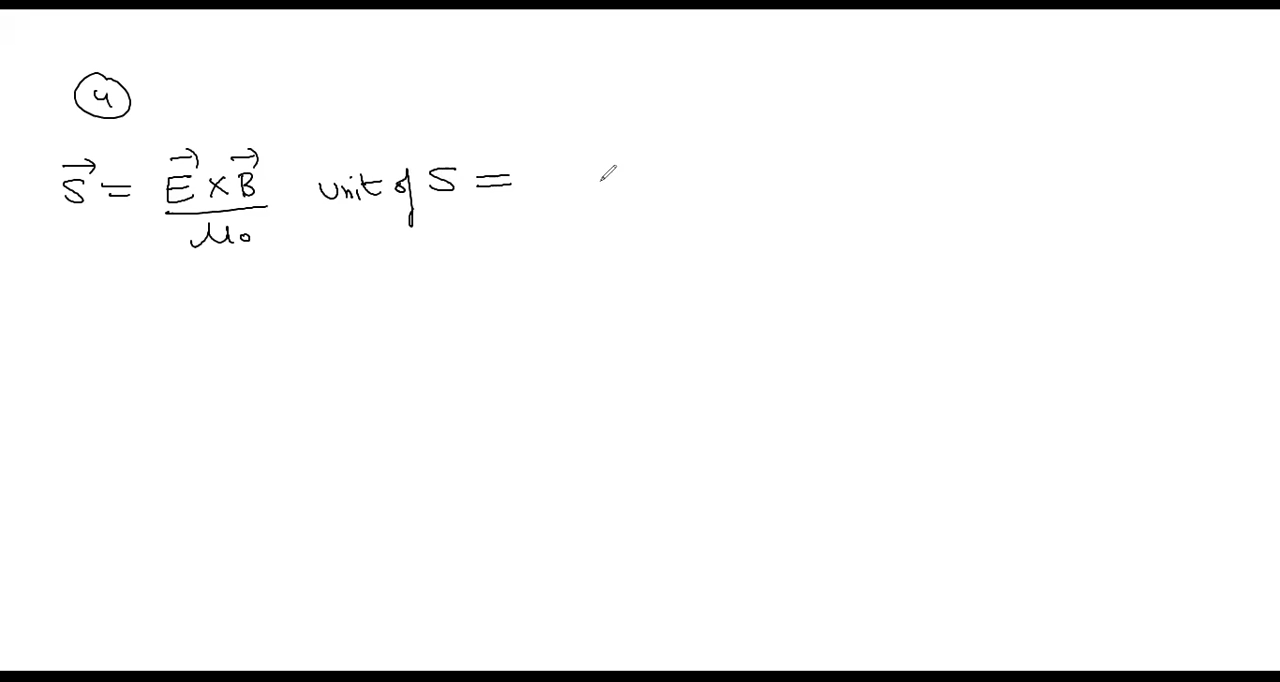 4
S⃗ = E⃗ × B⃗ / μ₀ unit of S =